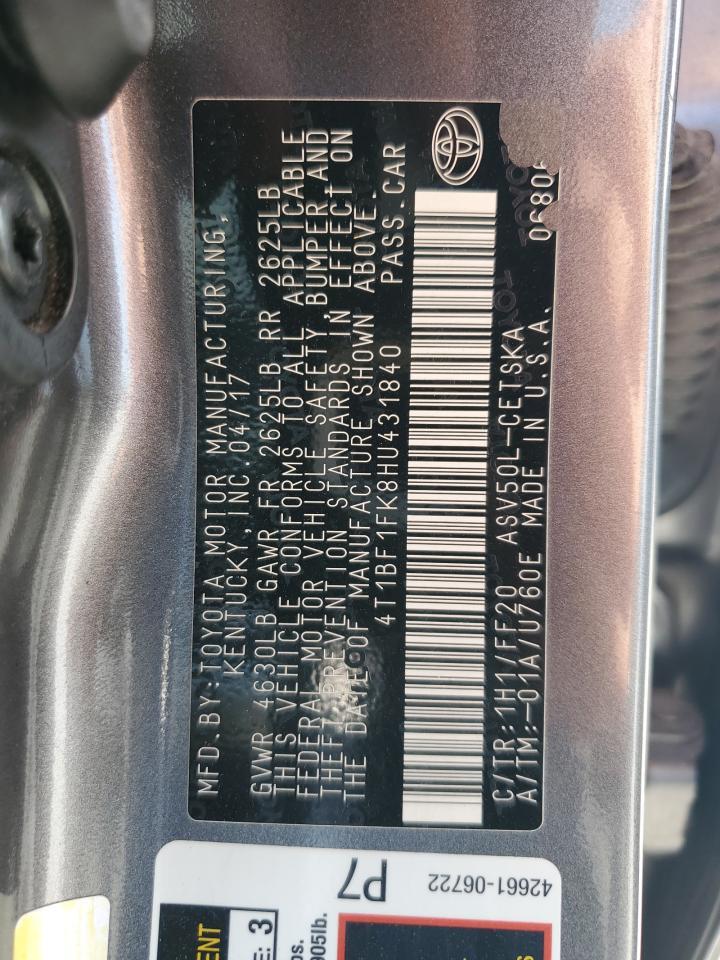 MFD. BY: TOYOTA MOTOR MANUFACTURING,
KENTUCKY, INC. 04/17
GVWR 4630LB GAWR FR 2625LB RR 2625LB
THIS VEHICLE CONFORMS TO ALL APPLICABLE
FEDERAL MOTOR VEHICLE SAFETY, BUMPER AND
THEFT PREVENTION STANDARDS IN EFFECT ON
THE DATE OF MANUFACTURE SHOWN ABOVE.
4T1BF1FK8HU431840 PASS. CAR
C/TR: 1H1/FF20 ASV50L-CETSKA
A/TM: -01A/U760E MADE IN U.S.A.
P7
42661-06722
3
905lb.